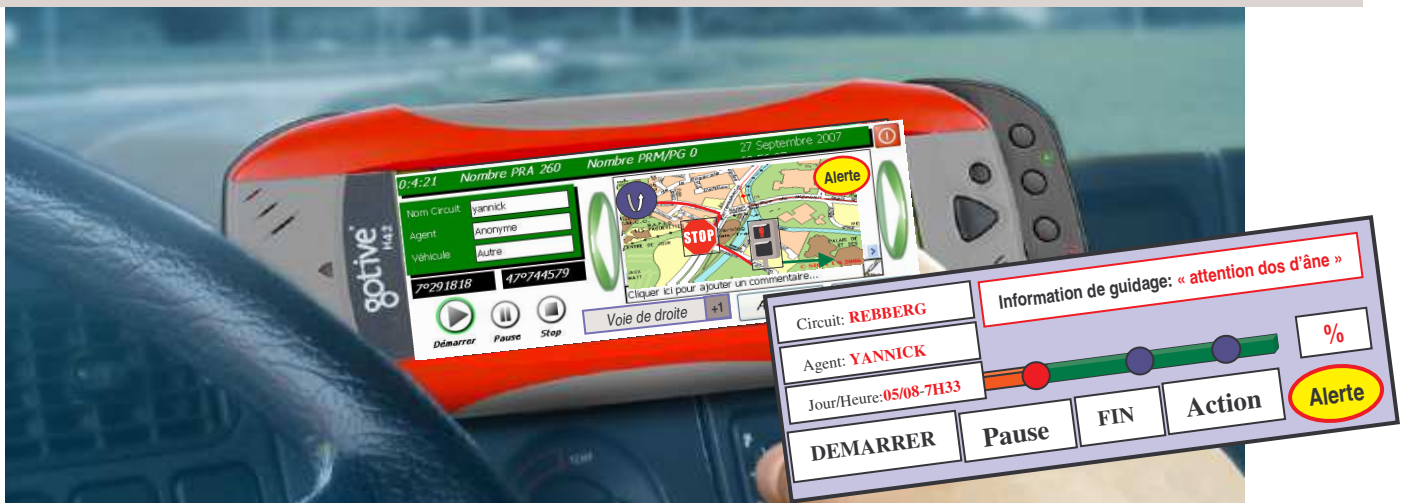 gotive
H42
0:4:21 Nombre PRA 260 Nombre PRM/PG 0 27 Septembre 2007
Nom Circuit yannick
Agent Anonyme
Véhicule Autre
7°291818 47°744579
Démarrer Pause Stop
Alerte
STOP
Cliquer ici pour ajouter un commentaire...
Voie de droite +1
Circuit: REBBERG
Agent: YANNICK
Jour/Heure:05/08-7H33
Information de guidage: « attention dos d’âne »
%
DEMARRER Pause FIN Action Alerte